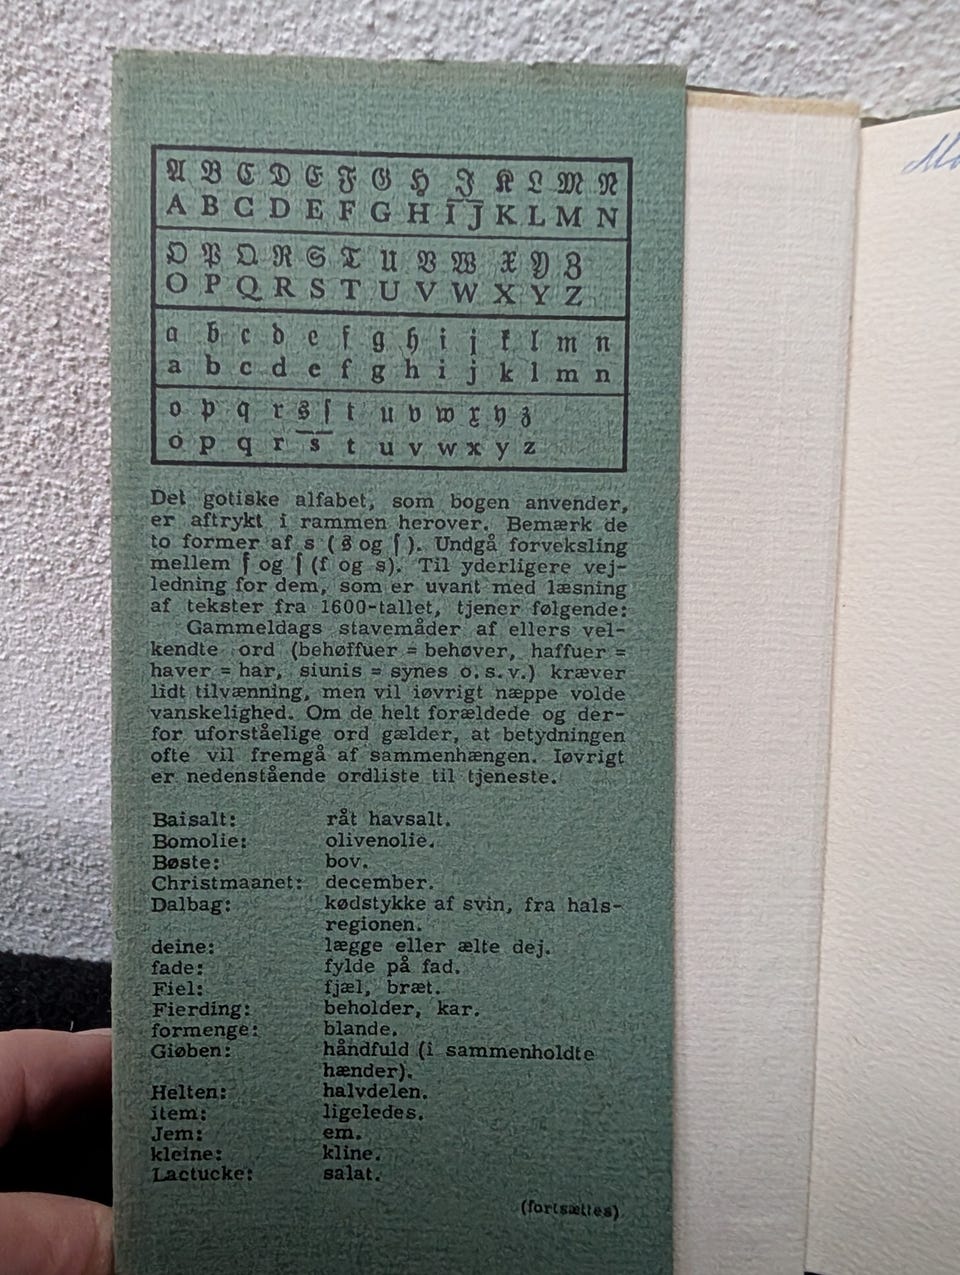 𝔄 𝔅 ℭ 𝔇 𝔈 𝔉 𝔊 ℌ 𝔍 𝔎 𝔏 𝔐 𝔑
A B C D E F G H I J K L M N
𝔒 𝔓 𝔔 ℜ 𝔖 𝔗 𝔘 𝔙 𝔚 𝔛 𝔜 ℨ
O P Q R S T U V W X Y Z
𝔞 𝔟 𝔠 𝔡 𝔢 𝔣 𝔤 𝔥 𝔦 𝔧 𝔨 𝔩 𝔪 𝔫
a b c d e f g h i j k l m n
𝔬 𝔭 𝔮 𝔯 𝔰 ſ 𝔱 𝔲 𝔳 𝔴 𝔵 𝔶 𝔷
o p q r s t u v w x y z
Det gotiske alfabet, som bogen anvender,
er aftrykt i rammen herover. Bemærk de
to former af s (𝔰 og ſ). Undgå forveksling
mellem 𝔣 og ſ (f og s). Til yderligere vej-
ledning for dem, som er uvant med læsning
af tekster fra 1600-tallet, tjener følgende:
Gammeldags stavemåder af ellers vel-
kendte ord (behøffuer = behøver, haffuer =
haver = har, siunis = synes o.s.v.) kræver
lidt tilvænning, men vil iøvrigt næppe volde
vanskelighed. Om de helt forældede og der-
for uforståelige ord gælder, at betydningen
ofte vil fremgå af sammenhængen. Iøvrigt
er nedenstående ordliste til tjeneste.
Baisalt: råt havsalt.
Bomolie: olivenolie.
Bøste: bov.
Christmaanet: december.
Dalbag: kødstykke af svin, fra hals-
regionen.
deine: lægge eller ælte dej.
fade: fylde på fad.
Fiel: fjæl, bræt.
Fierding: beholder, kar.
formenge: blande.
Giøben: håndfuld (i sammenholdte
hænder).
Helten: halvdelen.
item: ligeledes.
Jem: em.
kleine: kline.
Lactucke: salat.
(fortsættes)